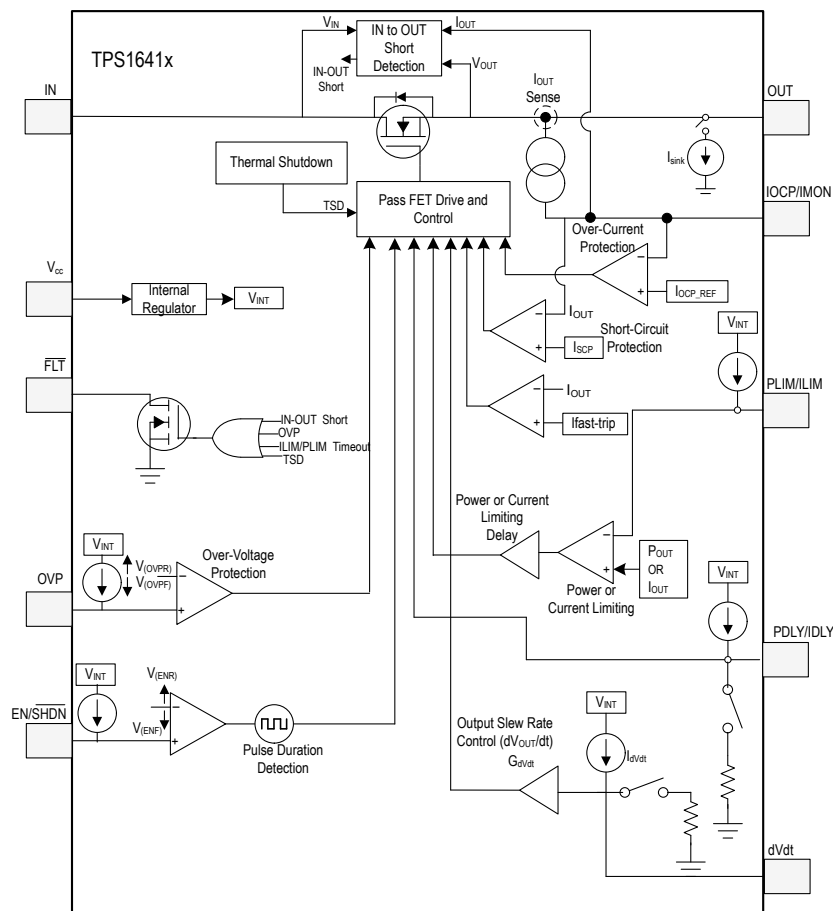 TPS1641x
V_IN
IN to OUT
Short
Detection
I_OUT
V_OUT
IN-OUT
Short
IN
OUT
I_OUT
Sense
I_sink
Thermal Shutdown
TSD
Pass FET Drive and
Control
IOCP/IMON
Over-Current
Protection
−
+
I_OCP_REF
V_cc
Internal
Regulator
V_INT
I_OUT
−
+
I_SCP
Short-Circuit
Protection
V_INT
F̅L̅T̅
PLIM/ILIM
I_OUT
−
+
Ifast-trip
IN-OUT Short
OVP
ILIM/PLIM Timeout
TSD
Power or Current
Limiting
Delay
−
+
P_OUT
OR
I_OUT
Power or
Current Limiting
V_INT
OVP
V_INT
V_(OVPR)
V_(OVPF)
−
+
Over-Voltage
Protection
PDLY/IDLY
EN/S̅H̅D̅N̅
V_INT
V_(ENR)
V_(ENF)
−
+
Pulse Duration
Detection
Output Slew Rate
Control (dV_OUT/dt)
G_dVdt
V_INT
I_dVdt
dVdt